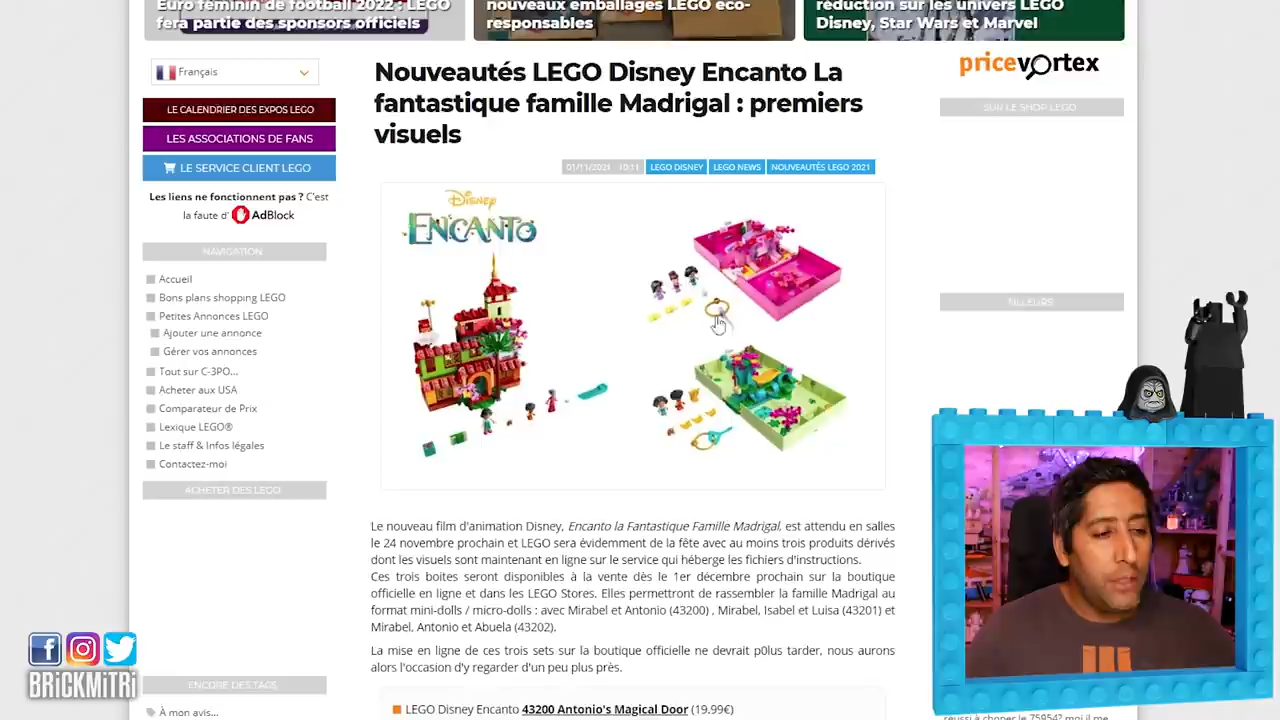 Euro féminin de football 2022 : LEGO
fera partie des sponsors officiels
nouveaux emballages LEGO éco-
responsables
réduction sur les univers LEGO
Disney, Star Wars et Marvel
Français
LE CALENDRIER DES EXPOS LEGO
LES ASSOCIATIONS DE FANS
LE SERVICE CLIENT LEGO
Les liens ne fonctionnent pas ? C'est
la faute d' AdBlock
NAVIGATION
Accueil
Bons plans shopping LEGO
Petites Annonces LEGO
Ajouter une annonce
Gérer vos annonces
Tout sur C-3PO...
Acheter aux USA
Comparateur de Prix
Lexique LEGO®
Le staff & Infos légales
Contactez-moi
ACHETER DES LEGO
ENCORE DES TAGS
À mon avis...
Nouveautés LEGO Disney Encanto La
fantastique famille Madrigal : premiers
visuels
01/11/2021 - 10:11 LEGO DISNEY LEGO NEWS NOUVEAUTÉS LEGO 2021
Disney
ENCANTO
Le nouveau film d'animation Disney, Encanto la Fantastique Famille Madrigal, est attendu en salles
le 24 novembre prochain et LEGO sera évidemment de la fête avec au moins trois produits dérivés
dont les visuels sont maintenant en ligne sur le service qui héberge les fichiers d'instructions.
Ces trois boites seront disponibles à la vente dès le 1er décembre prochain sur la boutique
officielle en ligne et dans les LEGO Stores. Elles permettront de rassembler la famille Madrigal au
format mini-dolls / micro-dolls : avec Mirabel et Antonio (43200) , Mirabel, Isabel et Luisa (43201) et
Mirabel, Antonio et Abuela (43202).
La mise en ligne de ces trois sets sur la boutique officielle ne devrait p0lus tarder, nous aurons
alors l'occasion d'y regarder d'un peu plus près.
LEGO Disney Encanto 43200 Antonio's Magical Door (19.99€)
pricevortex
SUR LE SHOP LEGO
AILLEURS
réussi à choper le 75954? moi il me
BRiCKMiTRi